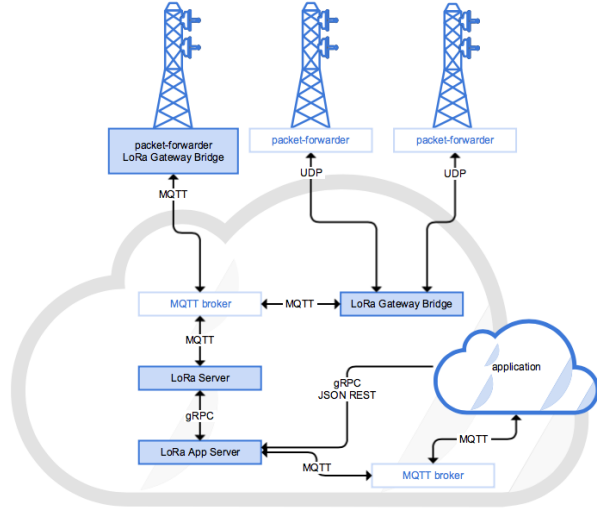 packet-forwarder
LoRa Gateway Bridge
packet-forwarder
packet-forwarder
MQTT
UDP
UDP
MQTT broker
MQTT
LoRa Gateway Bridge
MQTT
LoRa Server
gRPC
JSON REST
application
gRPC
LoRa App Server
MQTT
MQTT
MQTT broker